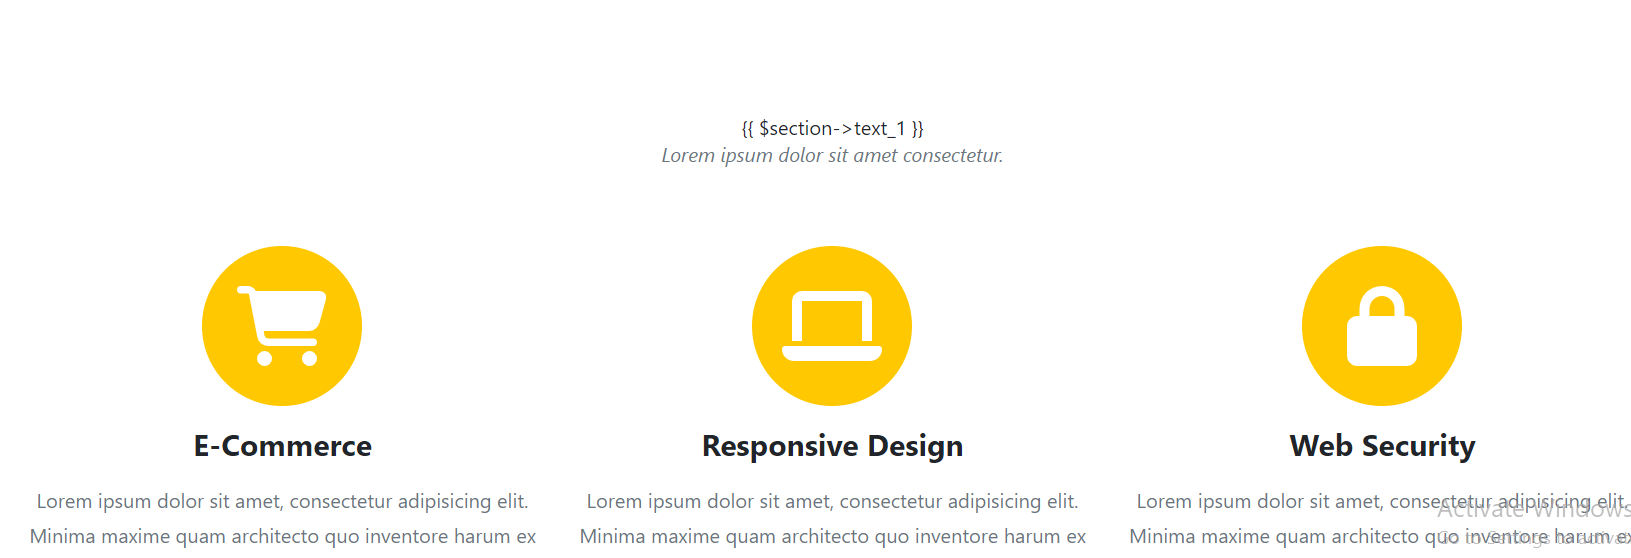 {{ $section->text_1 }}
Lorem ipsum dolor sit amet consectetur.
E-Commerce
Responsive Design
Web Security
Lorem ipsum dolor sit amet, consectetur adipisicing elit.
Minima maxime quam architecto quo inventore harum ex
Lorem ipsum dolor sit amet, consectetur adipisicing elit.
Minima maxime quam architecto quo inventore harum ex
Lorem ipsum dolor sit amet, consectetur adipisicing elit.
Minima maxime quam architecto quo inventore harum ex
Activate Windows
Go to Settings to